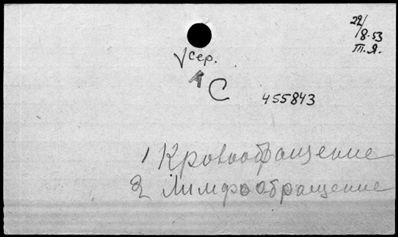 22/
8.53
Т.Я.
√ сер.
С
455843
1 Кровообращение
2 Лимфообращение